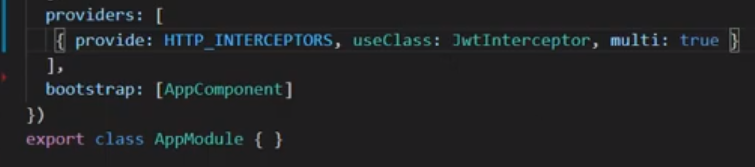 providers: [
{ provide: HTTP_INTERCEPTORS, useClass: JwtInterceptor, multi: true }
],
bootstrap: [AppComponent]
})
export class AppModule { }